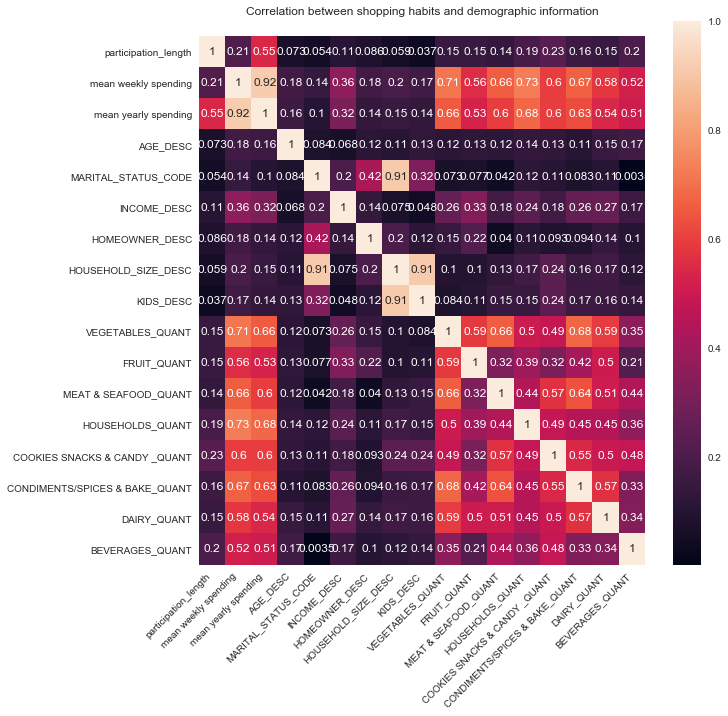 Correlation between shopping habits and demographic information
participation_length 1 0.21 0.55 0.073 0.054 0.11 0.086 0.059 0.037 0.15 0.15 0.14 0.19 0.23 0.16 0.15 0.2
mean weekly spending 0.21 1 0.92 0.18 0.14 0.36 0.18 0.2 0.17 0.71 0.56 0.66 0.73 0.6 0.67 0.58 0.52
mean yearly spending 0.55 0.92 1 0.16 0.1 0.32 0.14 0.15 0.14 0.66 0.53 0.6 0.68 0.6 0.63 0.54 0.51
AGE_DESC 0.073 0.18 0.16 1 0.084 0.068 0.12 0.11 0.13 0.12 0.13 0.12 0.14 0.13 0.11 0.15 0.17
MARITAL_STATUS_CODE 0.054 0.14 0.1 0.084 1 0.2 0.42 0.91 0.32 0.073 0.077 0.042 0.12 0.11 0.083 0.11 0.0035
INCOME_DESC 0.11 0.36 0.32 0.068 0.2 1 0.14 0.075 0.048 0.26 0.33 0.18 0.24 0.18 0.26 0.27 0.17
HOMEOWNER_DESC 0.086 0.18 0.14 0.12 0.42 0.14 1 0.2 0.12 0.15 0.22 0.04 0.11 0.093 0.094 0.14 0.1
HOUSEHOLD_SIZE_DESC 0.059 0.2 0.15 0.11 0.91 0.075 0.2 1 0.91 0.1 0.1 0.13 0.17 0.24 0.16 0.17 0.12
KIDS_DESC 0.037 0.17 0.14 0.13 0.32 0.048 0.12 0.91 1 0.084 0.11 0.15 0.15 0.24 0.17 0.16 0.14
VEGETABLES_QUANT 0.15 0.71 0.66 0.12 0.073 0.26 0.15 0.1 0.084 1 0.59 0.66 0.5 0.49 0.68 0.59 0.35
FRUIT_QUANT 0.15 0.56 0.53 0.13 0.077 0.33 0.22 0.1 0.11 0.59 1 0.32 0.39 0.32 0.42 0.5 0.21
MEAT & SEAFOOD_QUANT 0.14 0.66 0.6 0.12 0.042 0.18 0.04 0.13 0.15 0.66 0.32 1 0.44 0.57 0.64 0.51 0.44
HOUSEHOLDS_QUANT 0.19 0.73 0.68 0.14 0.12 0.24 0.11 0.17 0.15 0.5 0.39 0.44 1 0.49 0.45 0.45 0.36
COOKIES SNACKS & CANDY _QUANT 0.23 0.6 0.6 0.13 0.11 0.18 0.093 0.24 0.24 0.49 0.32 0.57 0.49 1 0.55 0.5 0.48
CONDIMENTS/SPICES & BAKE_QUANT 0.16 0.67 0.63 0.11 0.083 0.26 0.094 0.16 0.17 0.68 0.42 0.64 0.45 0.55 1 0.57 0.33
DAIRY_QUANT 0.15 0.58 0.54 0.15 0.11 0.27 0.14 0.17 0.16 0.59 0.5 0.51 0.45 0.5 0.57 1 0.34
BEVERAGES_QUANT 0.2 0.52 0.51 0.17 0.0035 0.17 0.1 0.12 0.14 0.35 0.21 0.44 0.36 0.48 0.33 0.34 1
participation_length
mean weekly spending
mean yearly spending
AGE_DESC
MARITAL_STATUS_CODE
INCOME_DESC
HOMEOWNER_DESC
HOUSEHOLD_SIZE_DESC
KIDS_DESC
VEGETABLES_QUANT
FRUIT_QUANT
MEAT & SEAFOOD_QUANT
HOUSEHOLDS_QUANT
COOKIES SNACKS & CANDY _QUANT
CONDIMENTS/SPICES & BAKE_QUANT
DAIRY_QUANT
BEVERAGES_QUANT
1.0
0.8
0.6
0.4
0.2